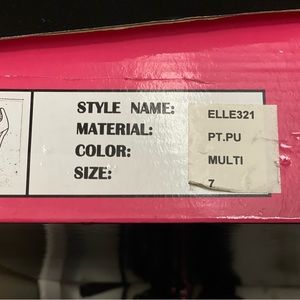 STYLE NAME: ELLE321
MATERIAL: PT.PU
COLOR: MULTI
SIZE: 7